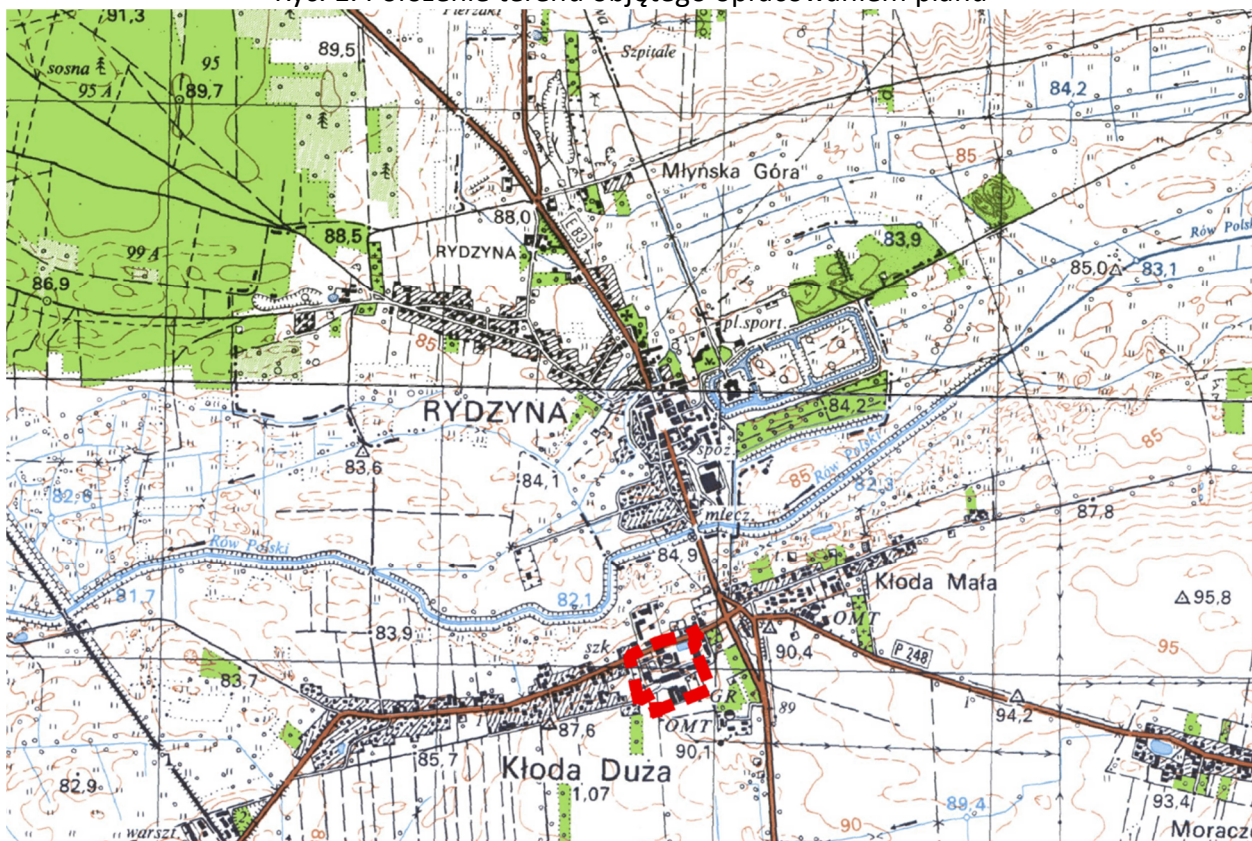 91,3
89,5
Szpitale
sosna
95
95 A
89,7
84,2
Młyńska Góra
85
88,0
E 83
88,5
RYDZYNA
83,9
Rów Polski
99 A
86,9
85,0
83,1
pl.sport.
85
RYDZYNA
84,2
spoż.
85
83,6
84,1
85
Rów Polski
82,3
82,6
mlecz.
87,8
Rów Polski
84,9
Kłoda Mała
95,8
81,7
82,1
OMT
83,9
szk.
90,4
P 248
95
83,7
GR
94,2
87,6
OMT
89
85,7
90,1
Kłoda Duża
82,9
1,07
89,4
93,4
warszt.
90
Moracze